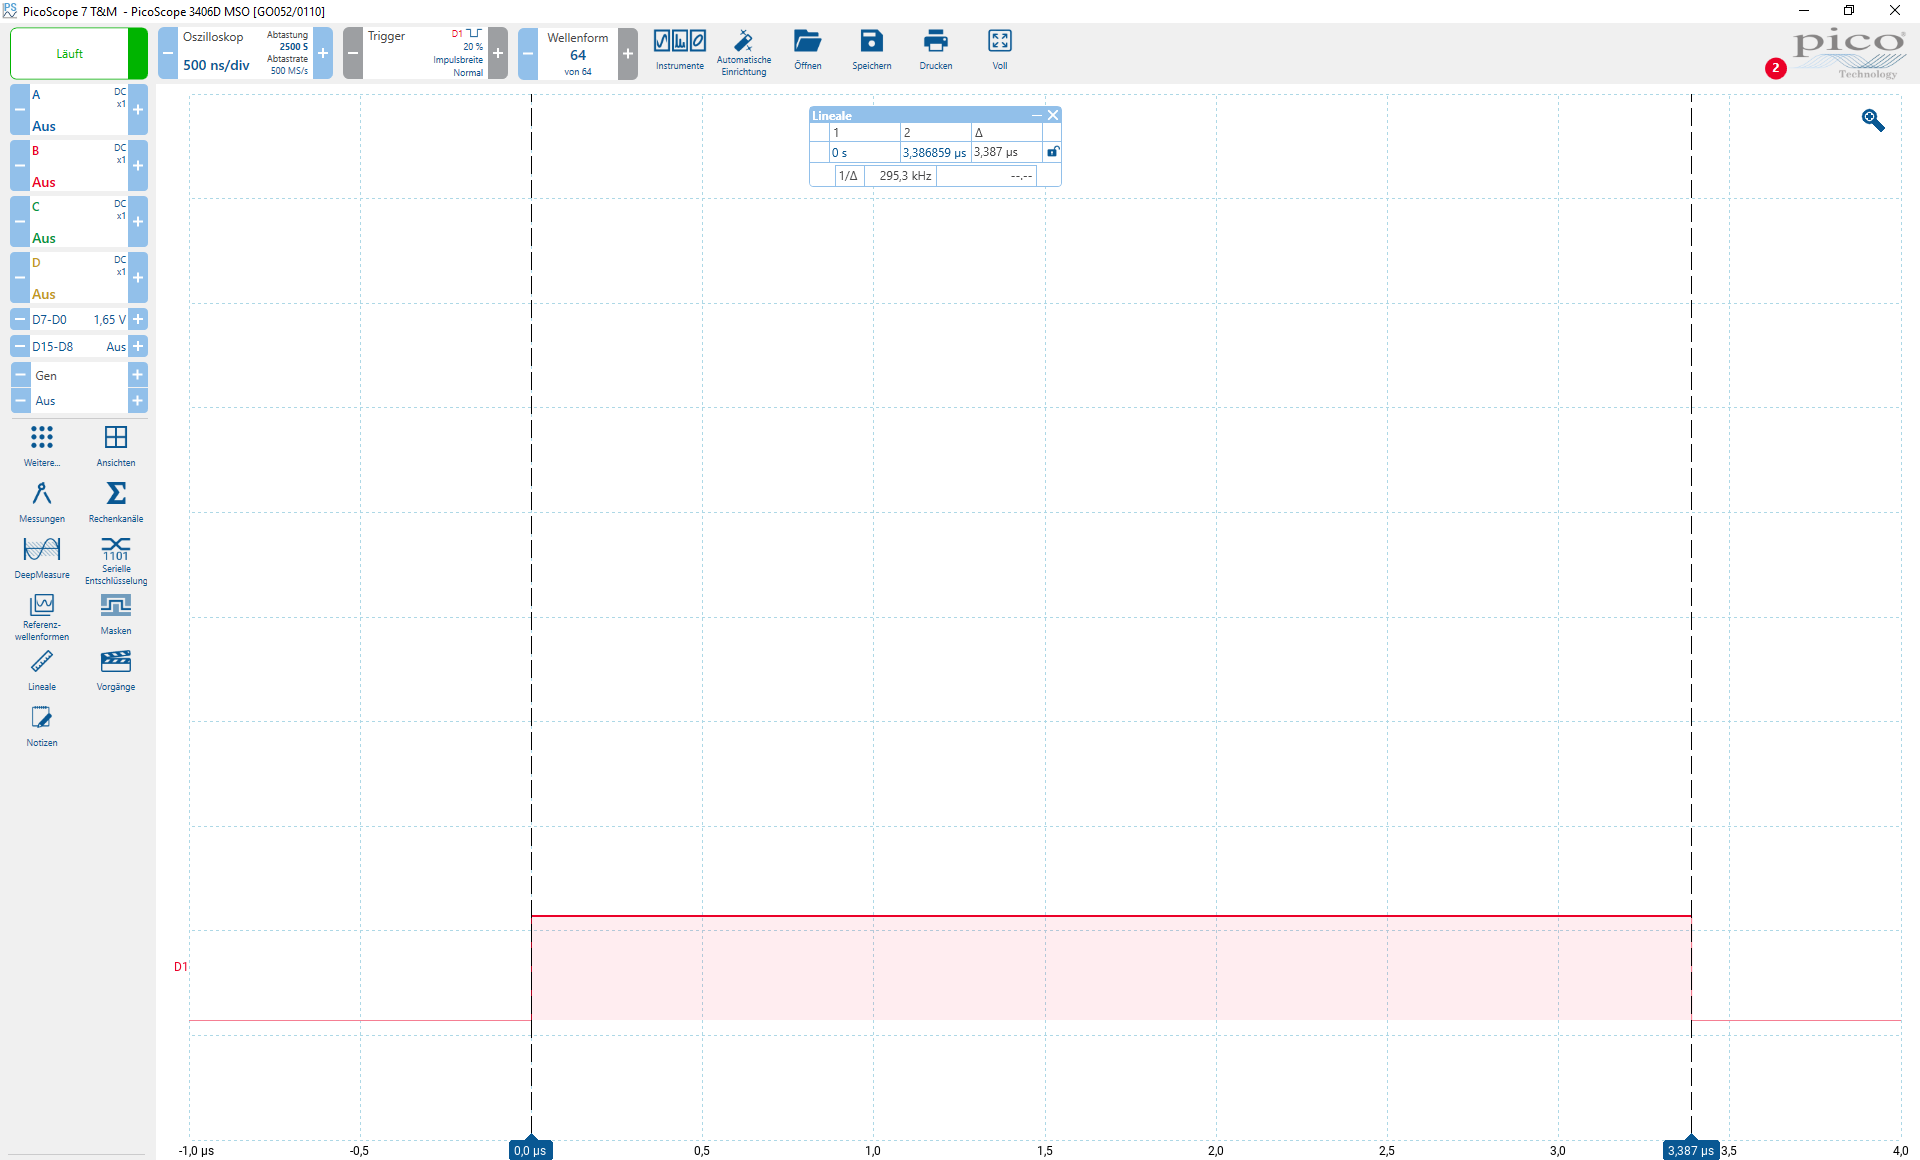 PicoScope 7 T&M - PicoScope 3406D MSO [GO052/0110]
Läuft
Oszilloskop
500 ns/div
Abtastung
2500 S
Abtastrate
500 MS/s
Trigger
D1
20 %
Impulsbreite
Normal
Wellenform
64
von 64
Instrumente
Automatische
Einrichtung
Öffnen
Speichern
Drucken
Voll
2
pico
Technology
A
DC
x1
Aus
B
DC
x1
Aus
C
DC
x1
Aus
D
DC
x1
Aus
D7-D0 1,65 V
D15-D8 Aus
Gen
Aus
Weitere...
Ansichten
Messungen
Rechenkanäle
DeepMeasure
1101
Serielle
Entschlüsselung
Referenz-
wellenformen
Masken
Lineale
Vorgänge
Notizen
Lineale
1 2 Δ
0 s 3,386859 µs 3,387 µs
1/Δ 295,3 kHz --.--
D1
-1,0 µs -0,5 0,0 µs 0,5 1,0 1,5 2,0 2,5 3,0 3,387 µs 3,5 4,0